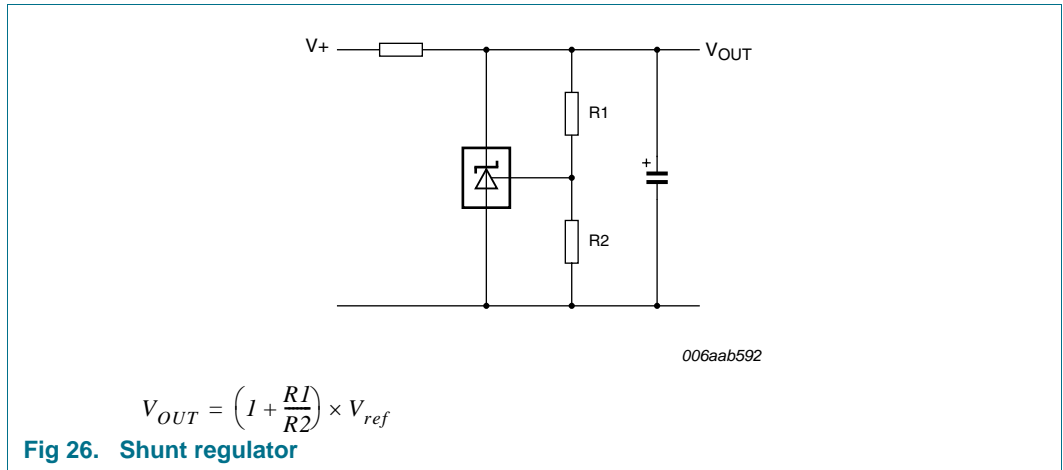 V+
VOUT
R1
+
R2
006aab592
VOUT = (1 + R1/R2) × Vref
Fig 26. Shunt regulator